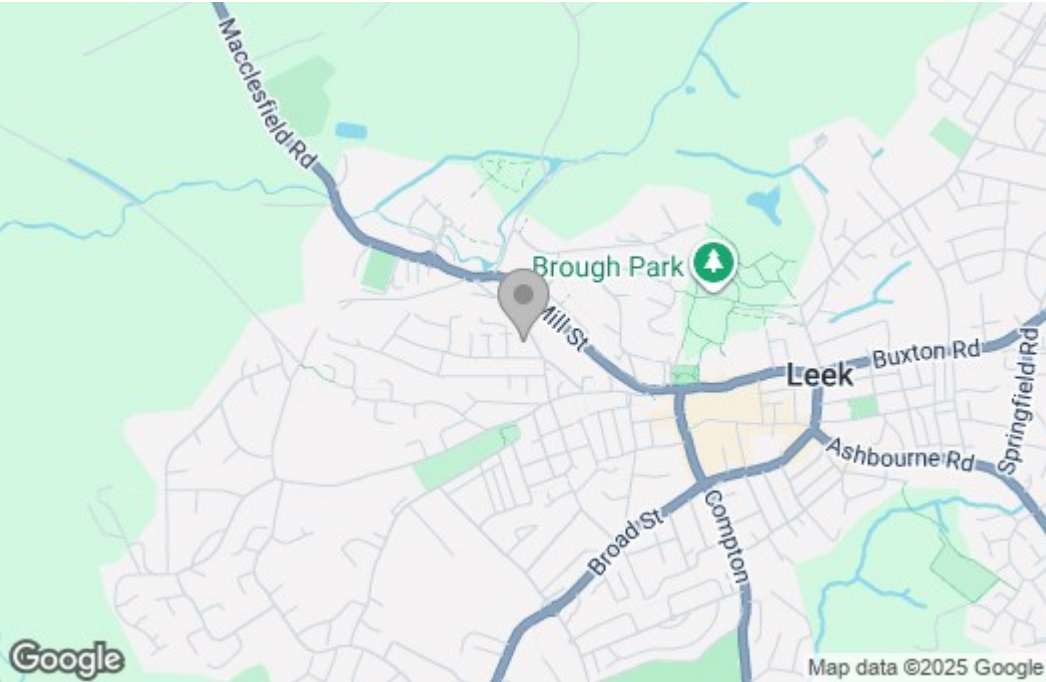 Macclesfield Rd
Brough Park
Mill St
Buxton Rd
Leek
Springfield Rd
Ashbourne Rd
Compton
Broad St
Google
Map data ©2025 Google